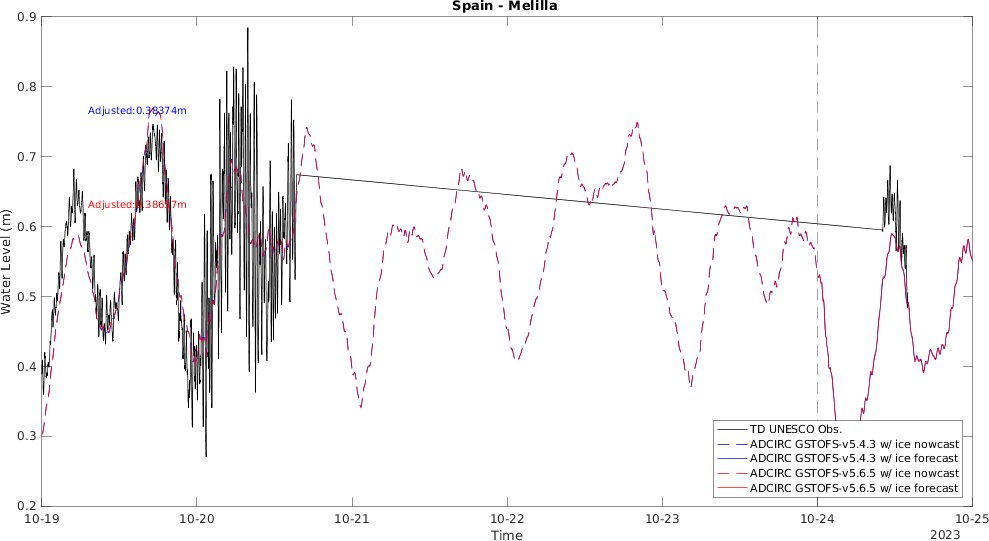 Spain - Melilla
0.9
0.8
0.7
0.6
0.5
0.4
0.3
0.2
Water Level (m)
Adjusted:0.38374m
TD UNESCO Obs.
ADCIRC GSTOFS-v5.4.3 w/ ice nowcast
ADCIRC GSTOFS-v5.4.3 w/ ice forecast
ADCIRC GSTOFS-v5.6.5 w/ ice nowcast
ADCIRC GSTOFS-v5.6.5 w/ ice forecast
10-19 10-20 10-21 10-22 10-23 10-24 10-25
Time
2023